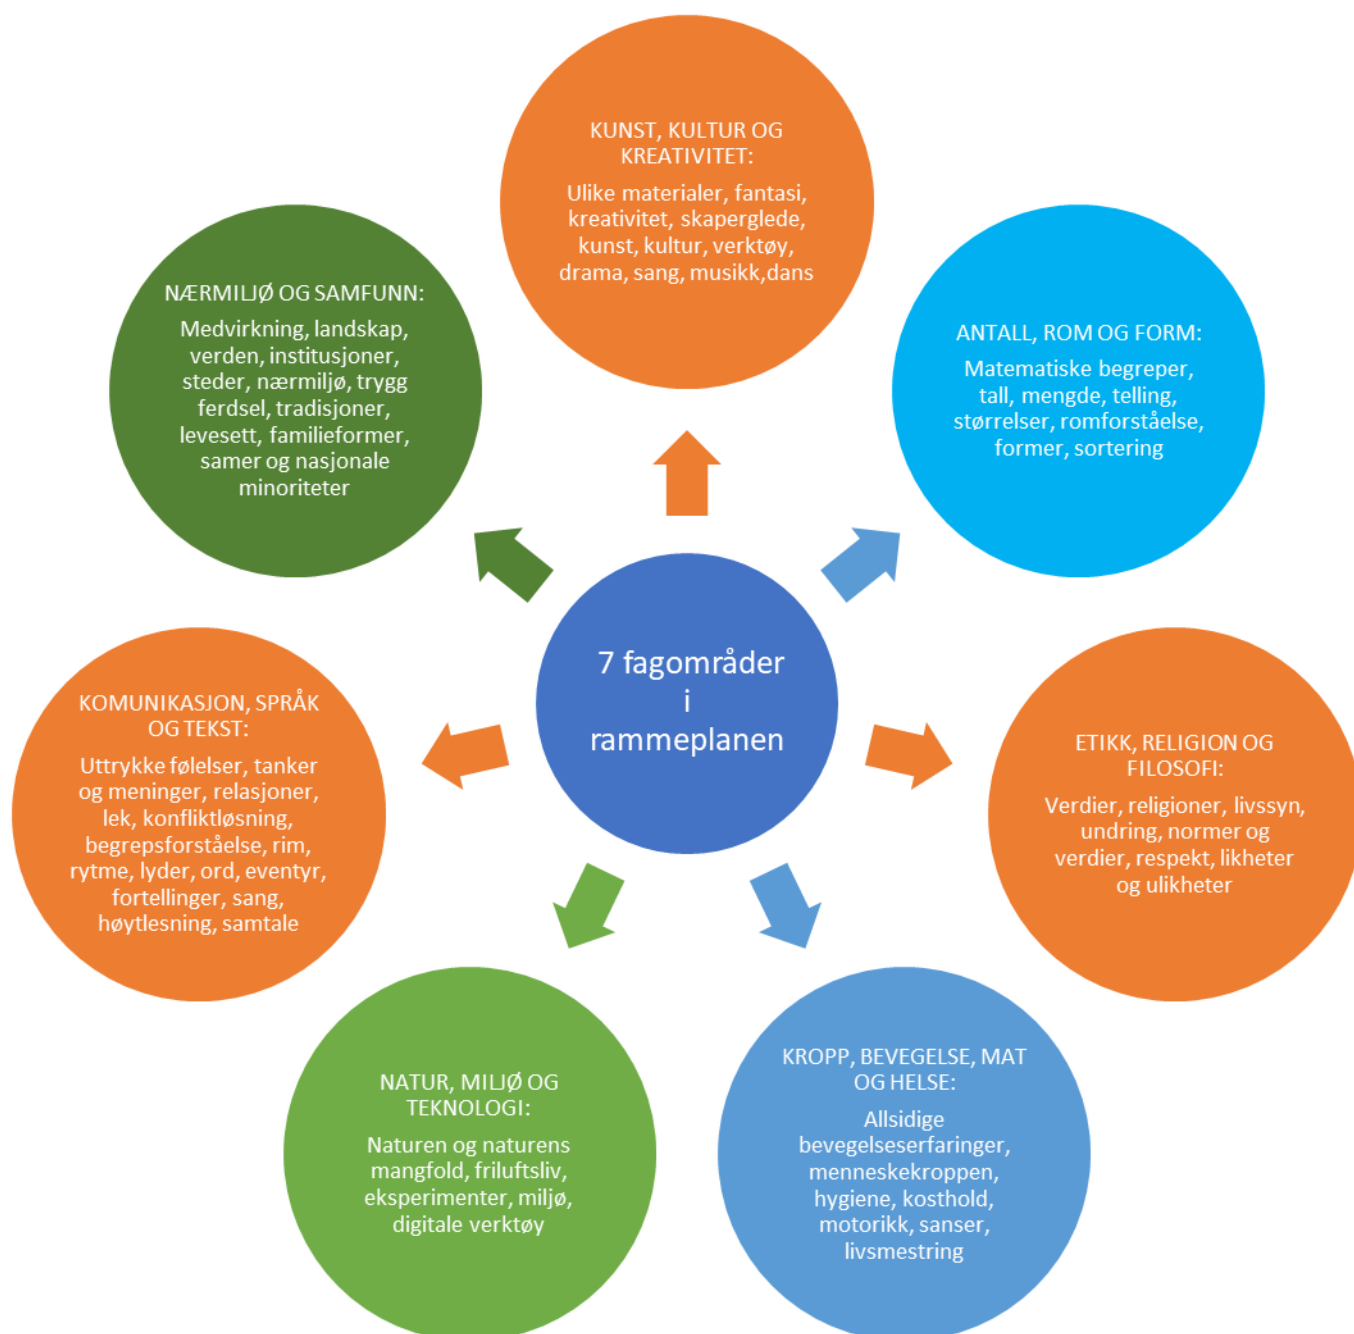 KUNST, KULTUR OG
KREATIVITET:
Ulike materialer, fantasi,
kreativitet, skaperglede,
kunst, kultur, verktøy,
drama, sang, musikk,dans
ANTALL, ROM OG FORM:
Matematiske begreper,
tall, mengde, telling,
størrelser, romforståelse,
former, sortering
ETIKK, RELIGION OG
FILOSOFI:
Verdier, religioner, livssyn,
undring, normer og
verdier, respekt, likheter
og ulikheter
KROPP, BEVEGELSE, MAT
OG HELSE:
Allsidige
bevegelseserfaringer,
menneskekroppen,
hygiene, kosthold,
motorikk, sanser,
livsmestring
NATUR, MILJØ OG
TEKNOLOGI:
Naturen og naturens
mangfold, friluftsliv,
eksperimenter, miljø,
digitale verktøy
KOMUNIKASJON, SPRÅK
OG TEKST:
Uttrykke følelser, tanker
og meninger, relasjoner,
lek, konfliktløsning,
begrepsforståelse, rim,
rytme, lyder, ord, eventyr,
fortellinger, sang,
høytlesning, samtale
NÆRMILJØ OG SAMFUNN:
Medvirkning, landskap,
verden, institusjoner,
steder, nærmiljø, trygg
ferdsel, tradisjoner,
levesett, familieformer,
samer og nasjonale
minoriteter
7 fagområder
i
rammeplanen